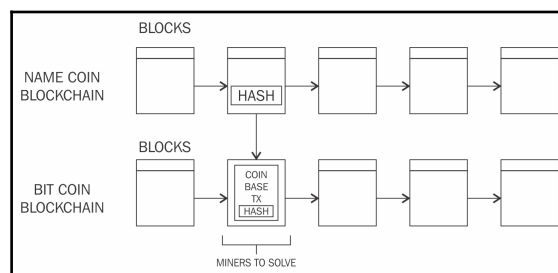 BLOCKS
NAME COIN
BLOCKCHAIN
HASH
BLOCKS
BIT COIN
BLOCKCHAIN
COIN
BASE
TX
HASH
MINERS TO SOLVE